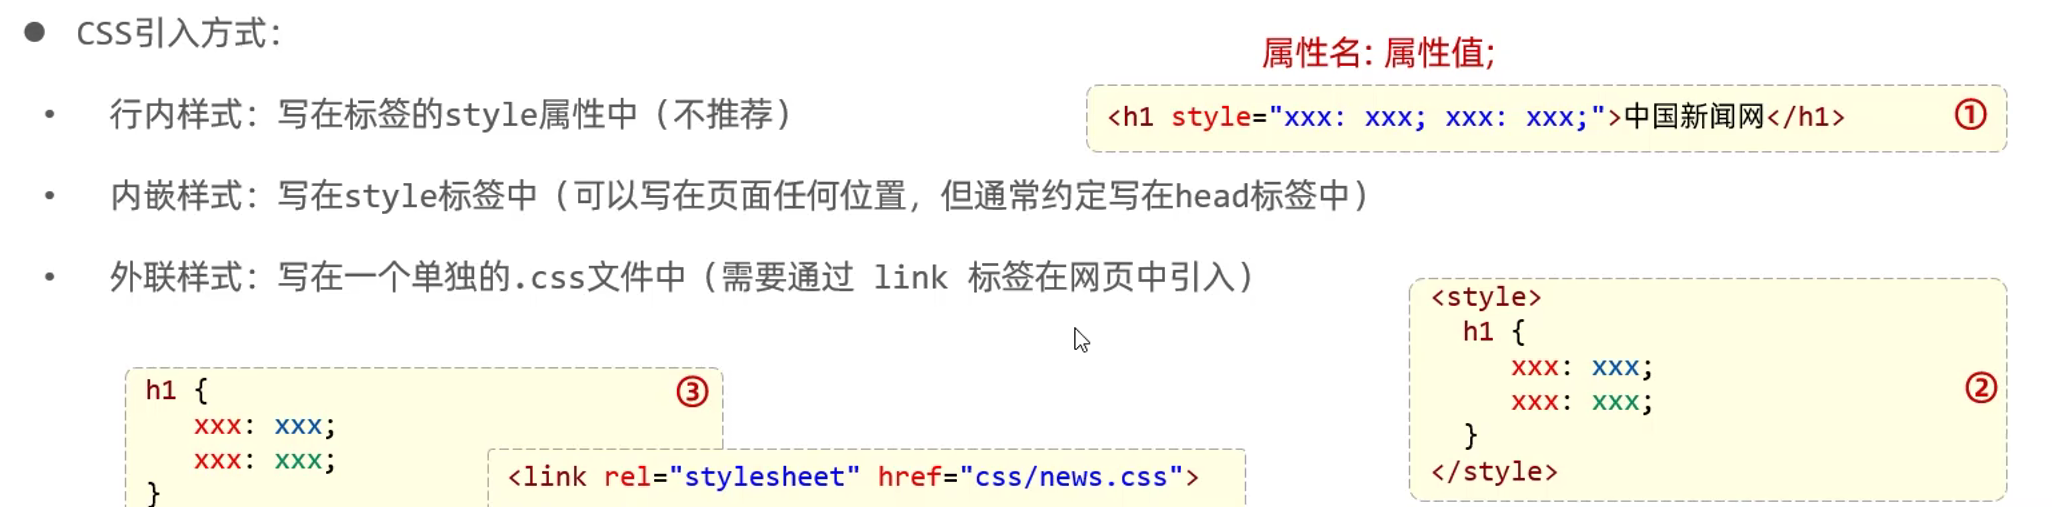 ● CSS引入方式：
属性名: 属性值;
• 行内样式：写在标签的style属性中（不推荐）
<h1 style="xxx: xxx; xxx: xxx;">中国新闻网</h1> ①
• 内嵌样式：写在style标签中（可以写在页面任何位置，但通常约定写在head标签中）
• 外联样式：写在一个单独的.css文件中（需要通过 link 标签在网页中引入）
<style>
h1 {
xxx: xxx;
xxx: xxx;
}
</style>
②
h1 {
xxx: xxx;
xxx: xxx;
}
③
<link rel="stylesheet" href="css/news.css">